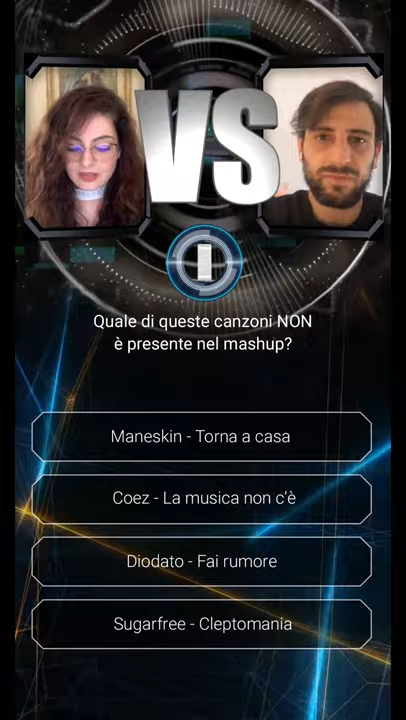 VS
Quale di queste canzoni NON
è presente nel mashup?
Maneskin - Torna a casa
Coez - La musica non c'è
Diodato - Fai rumore
Sugarfree - Cleptomania